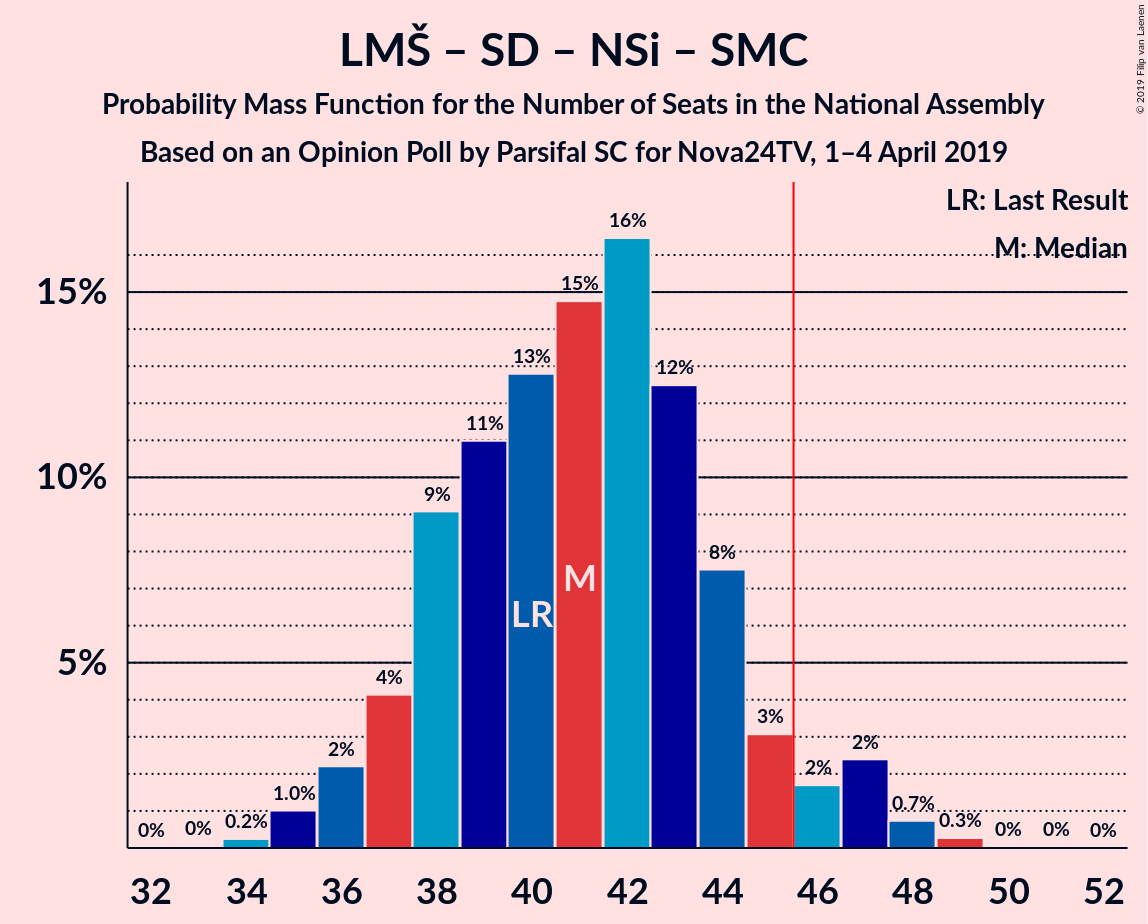 LMŠ – SD – NSi – SMC
Probability Mass Function for the Number of Seats in the National Assembly
Based on an Opinion Poll by Parsifal SC for Nova24TV, 1–4 April 2019
© 2019 Filip van Laenen
LR: Last Result
M: Median
15%
10%
5%
0%
0%
0.2%
1.0%
2%
4%
9%
11%
13%
15%
16%
12%
8%
3%
2%
2%
0.7%
0.3%
0%
0%
0%
LR
M
32 34 36 38 40 42 44 46 48 50 52